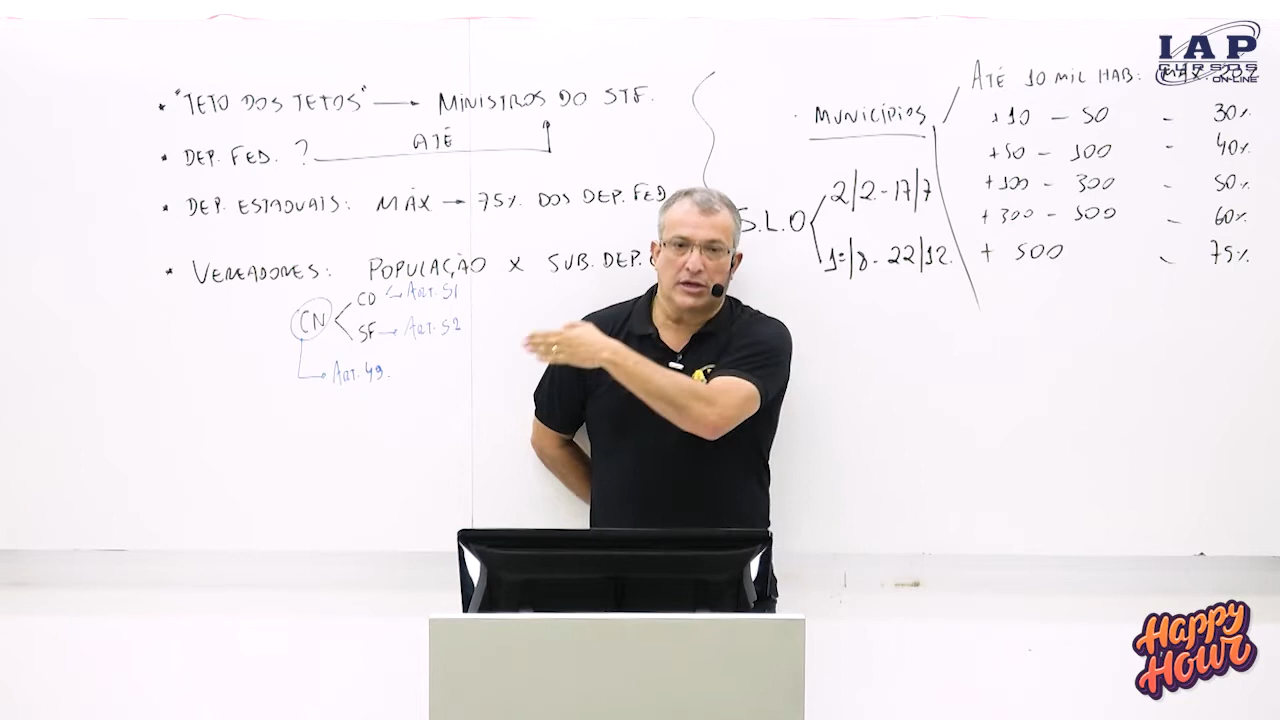 * "TETO DOS TETOS" → MINISTROS DO STF.
* DEP. FED. ? ATÉ
* DEP. ESTADUAIS: MÁX → 75% DOS DEP. FED
* VEREADORES: POPULAÇÃO X SUB. DEP.
CN
CD → ART. 51
SF → ART. 52
→ ART. 49.
S.L.O
2/2 - 17/7
1º/8 - 22/12.
MUNICÍPIOS
ATÉ 10 MIL HAB: MÁX. 20%
+10 - 50 - 30%
+50 - 100 - 40%
+100 - 300 - 50%
+300 - 500 - 60%
+ 500 - 75%
IAP
CURSOS
ON-LINE
Happy
Hour